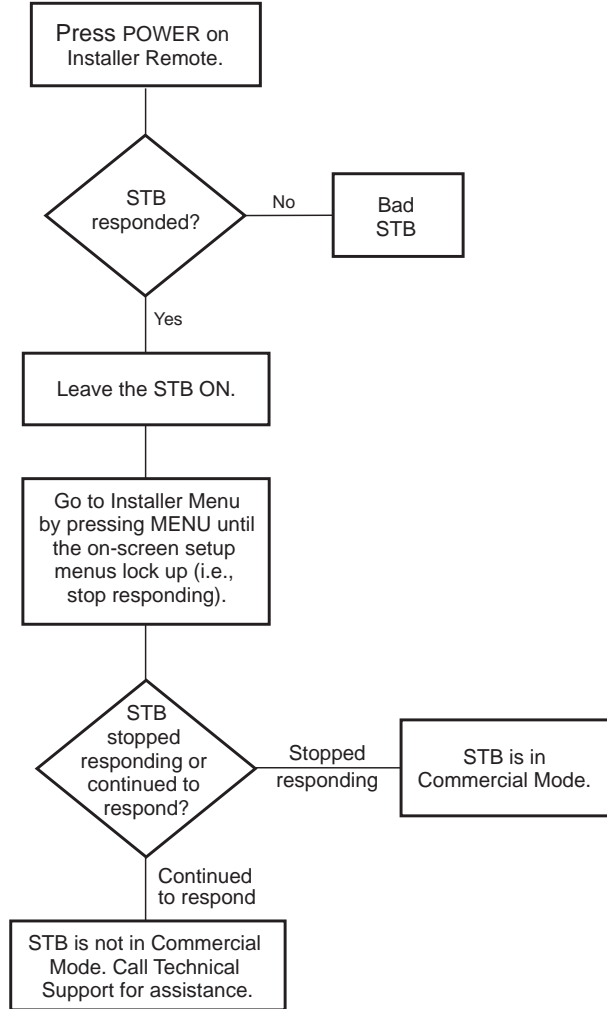 Press POWER on
Installer Remote.
STB
responded?
No
Bad
STB
Yes
Leave the STB ON.
Go to Installer Menu
by pressing MENU until
the on-screen setup
menus lock up (i.e.,
stop responding).
STB
stopped
responding or
continued to
respond?
Stopped
responding
STB is in
Commercial Mode.
Continued
to respond
STB is not in Commercial
Mode. Call Technical
Support for assistance.